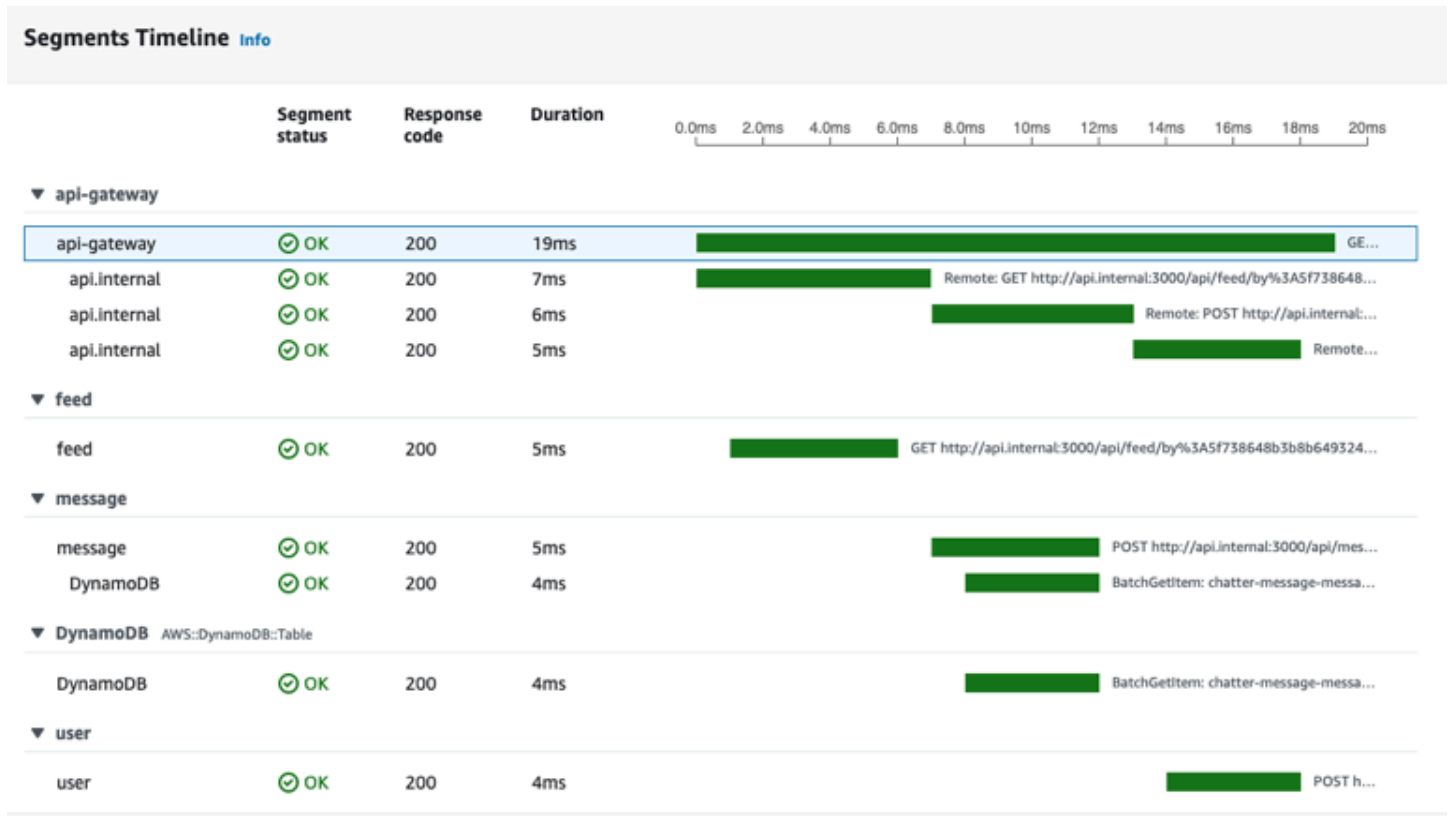 Segments Timeline Info
Segment status Response code Duration 0.0ms 2.0ms 4.0ms 6.0ms 8.0ms 10ms 12ms 14ms 16ms 18ms 20ms
▼ api-gateway
api-gateway OK 200 19ms GE...
api.internal OK 200 7ms Remote: GET http://api.internal:3000/api/feed/by%3A5f738648...
api.internal OK 200 6ms Remote: POST http://api.internal:...
api.internal OK 200 5ms Remote...
▼ feed
feed OK 200 5ms GET http://api.internal:3000/api/feed/by%3A5f738648b3b8b649324...
▼ message
message OK 200 5ms POST http://api.internal:3000/api/mes...
DynamoDB OK 200 4ms BatchGetItem: chatter-message-messa...
▼ DynamoDB AWS::DynamoDB::Table
DynamoDB OK 200 4ms BatchGetItem: chatter-message-messa...
▼ user
user OK 200 4ms POST h...